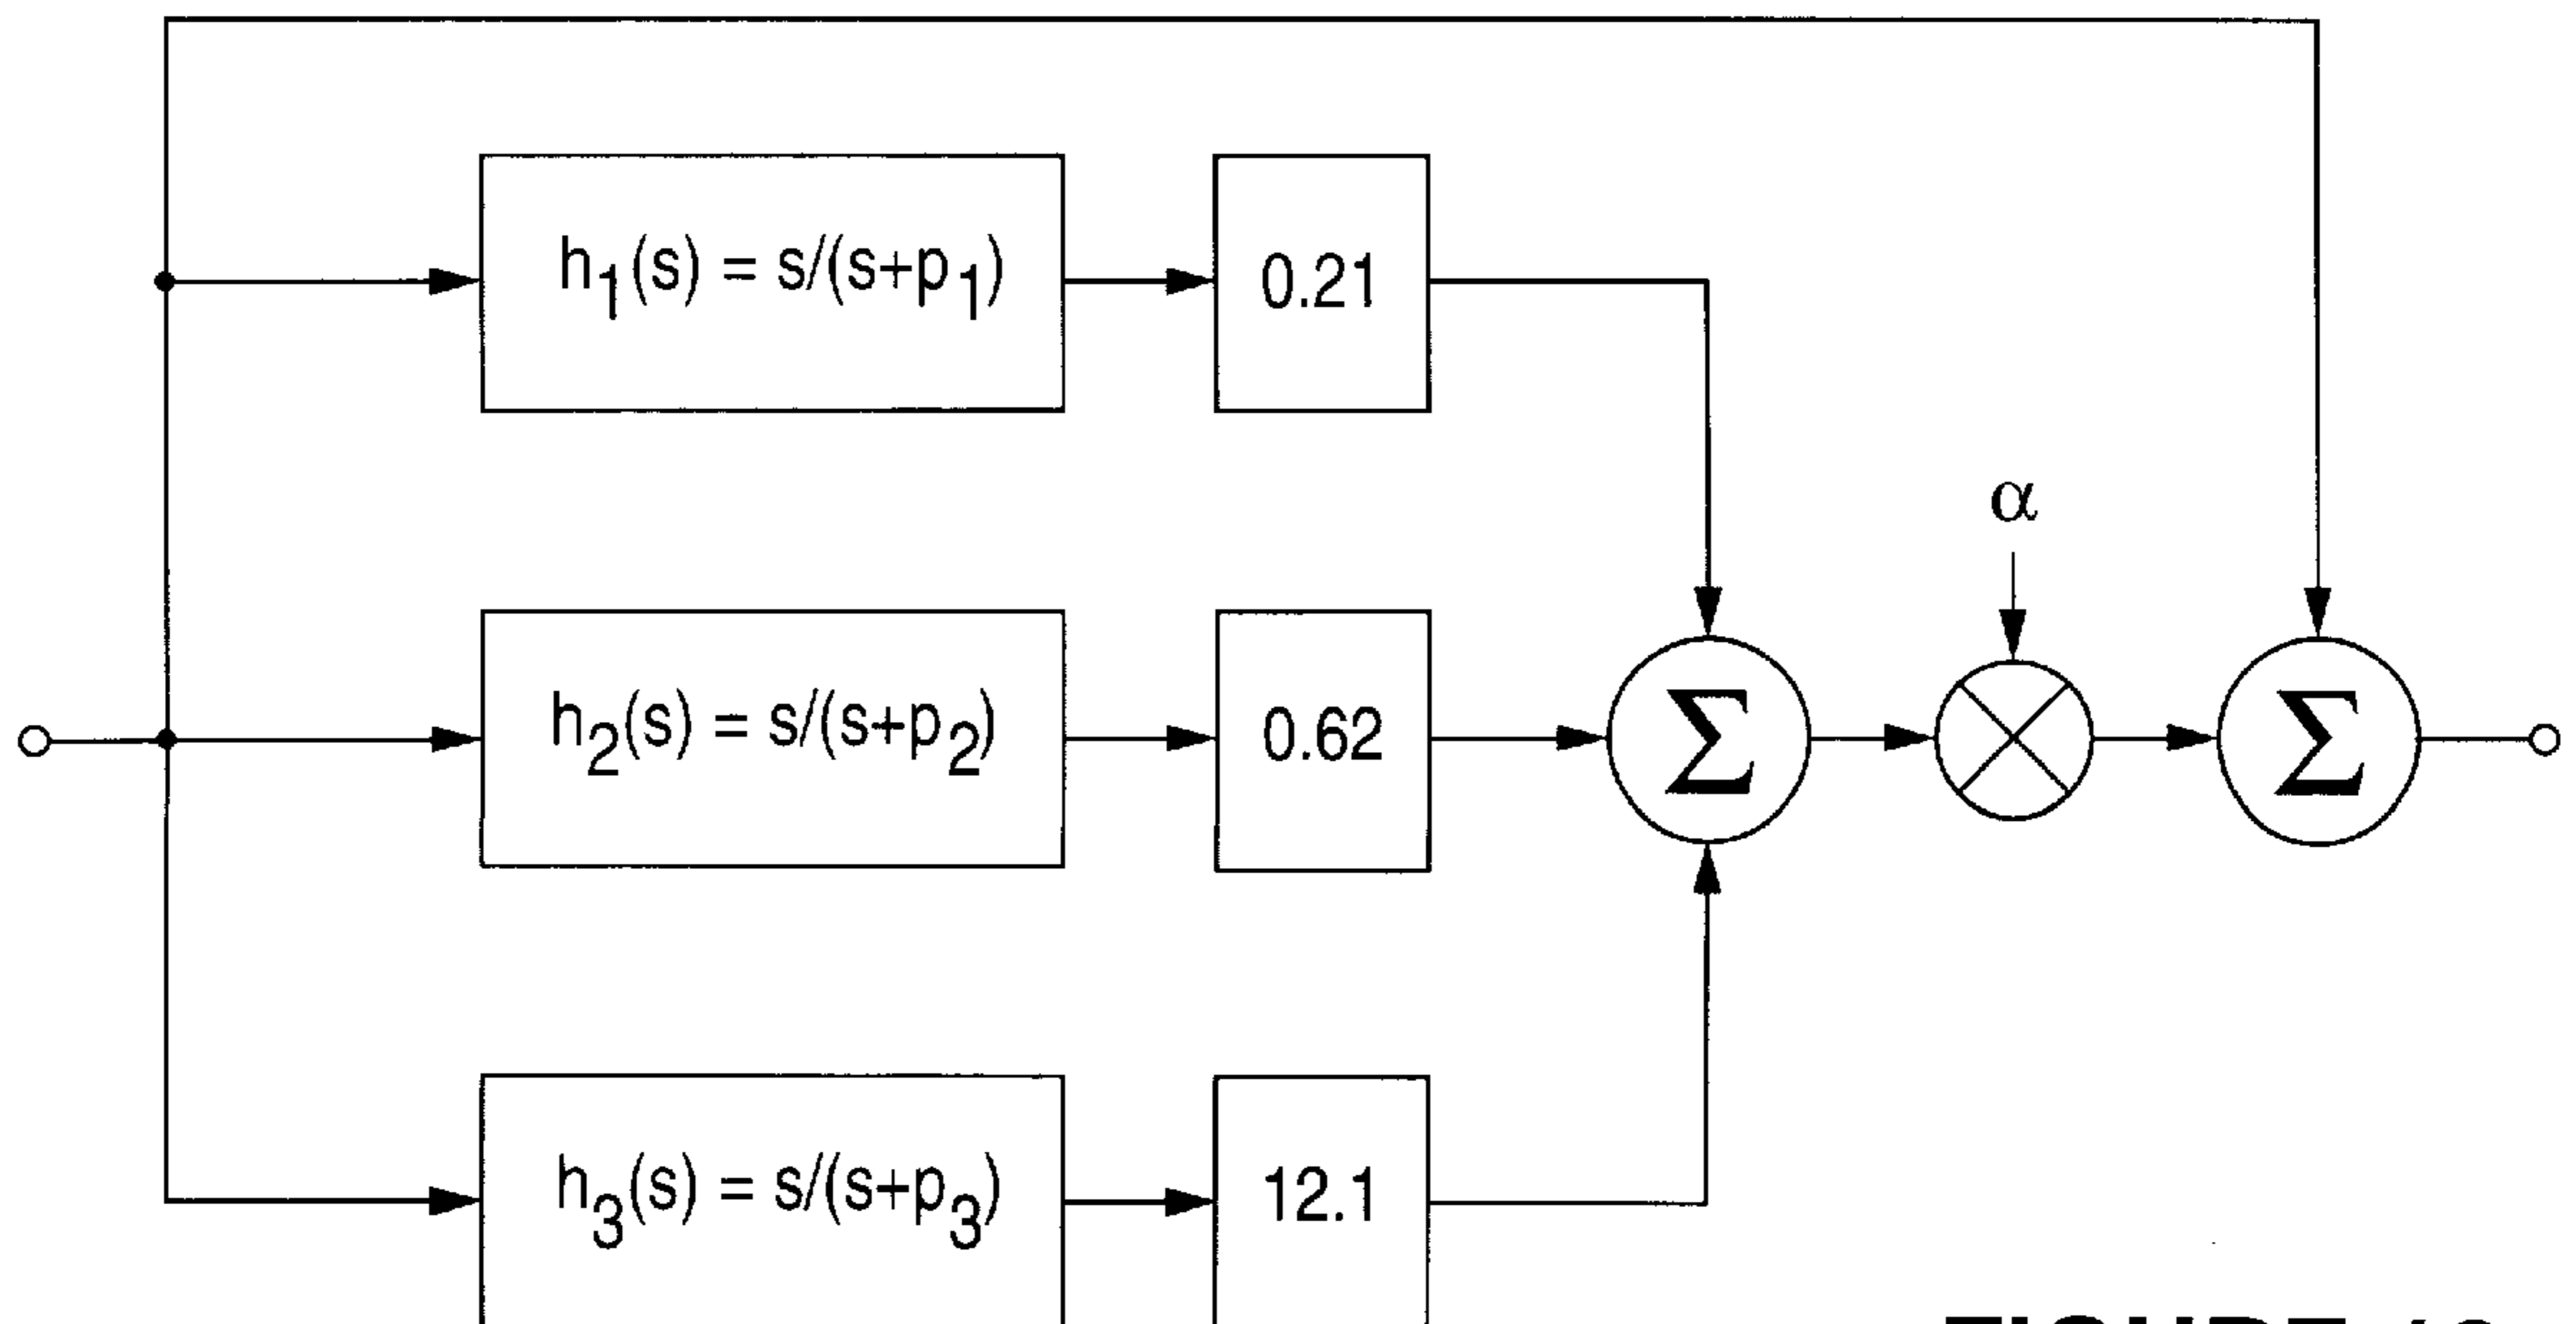 h1(s) = s/(s+p1)
0.21
α
h2(s) = s/(s+p2)
0.62
Σ
Σ
h3(s) = s/(s+p3)
12.1